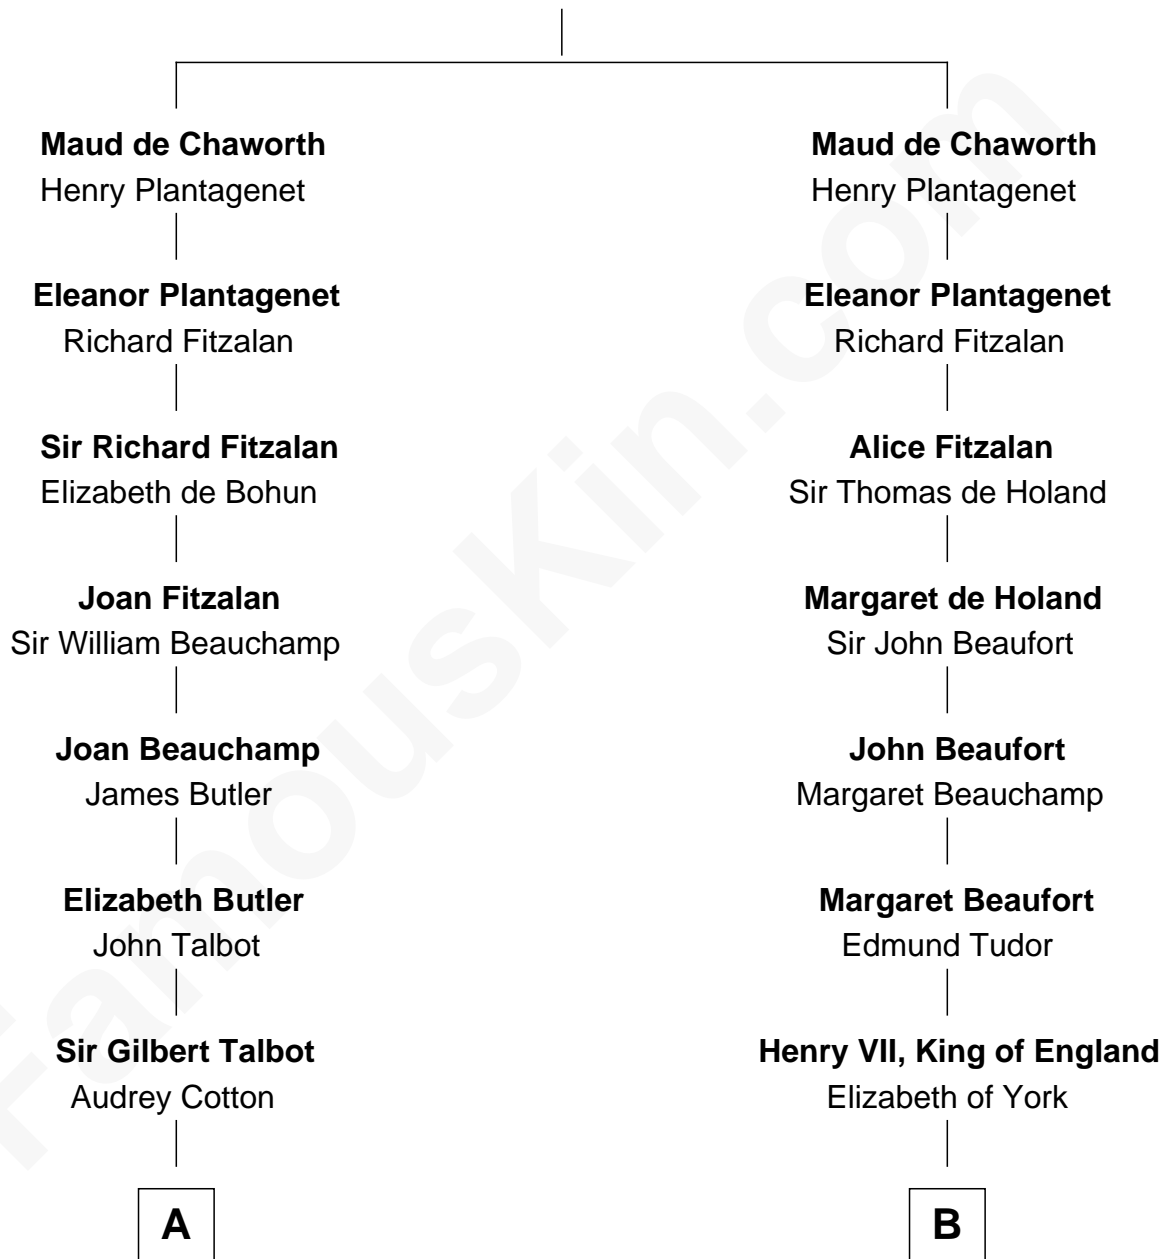 Maud de Chaworth
Henry Plantagenet
Eleanor Plantagenet
Richard Fitzalan
Sir Richard Fitzalan
Elizabeth de Bohun
Joan Fitzalan
Sir William Beauchamp
Joan Beauchamp
James Butler
Elizabeth Butler
John Talbot
Sir Gilbert Talbot
Audrey Cotton
A
Maud de Chaworth
Henry Plantagenet
Eleanor Plantagenet
Richard Fitzalan
Alice Fitzalan
Sir Thomas de Holand
Margaret de Holand
Sir John Beaufort
John Beaufort
Margaret Beauchamp
Margaret Beaufort
Edmund Tudor
Henry VII, King of England
Elizabeth of York
B
FamousKin.com